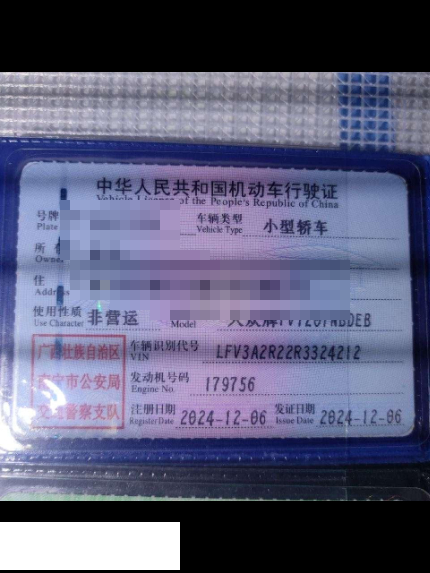 中华人民共和国机动车行驶证
Vehicle License of the People's Republic of China
号牌
Plate
车辆类型
Vehicle Type
小型轿车
所
Owner
住
Address
使用性质
Use Character
非营运
Model
车辆识别代号
VIN
LFV3A2R22R3324212
广西壮族自治区
南宁市公安局
交通警察支队
发动机号码
Engine No.
179756
注册日期
Register Date
2024-12-06
发证日期
Issue Date
2024-12-06